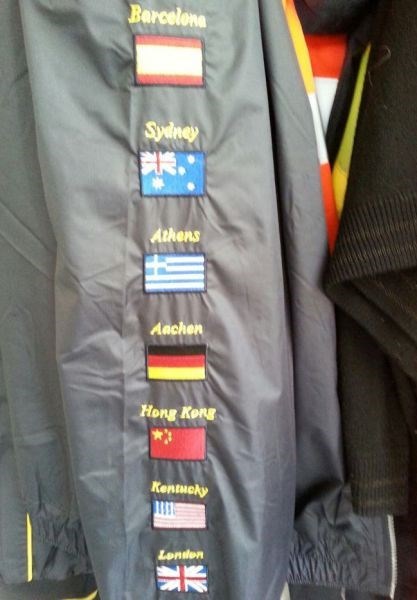 Barcelona
Sydney
Athens
Aachen
Hong Kong
Kentucky
London